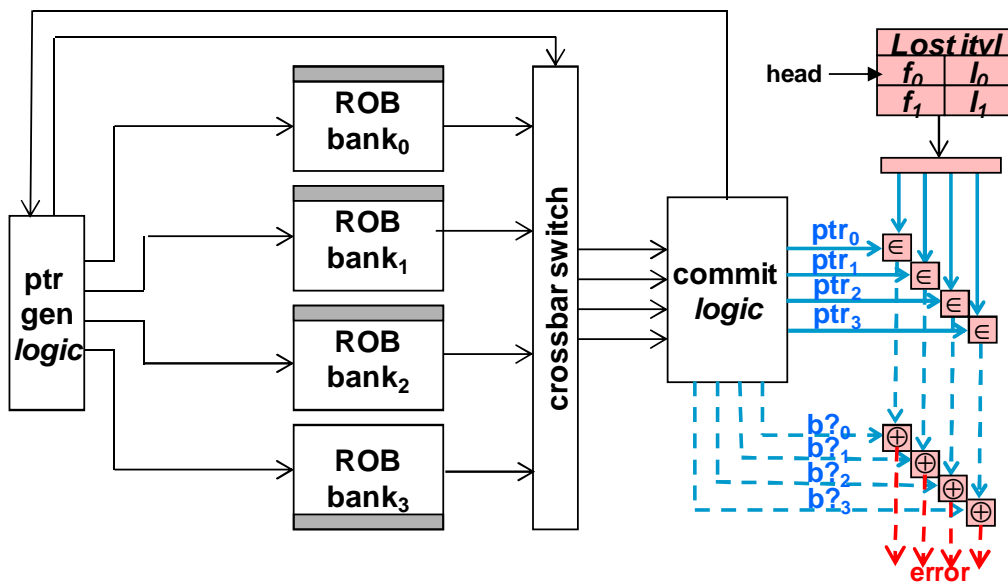 Lost ityl
head
f0 l0
f1 l1
ROB
bank0
ROB
bank1
ROB
bank2
ROB
bank3
ptr
gen
logic
crossbar switch
commit
logic
ptr0
ptr1
ptr2
ptr3
∈
∈
∈
∈
b?0
b?1
b?2
b?3
⊕
⊕
⊕
⊕
error